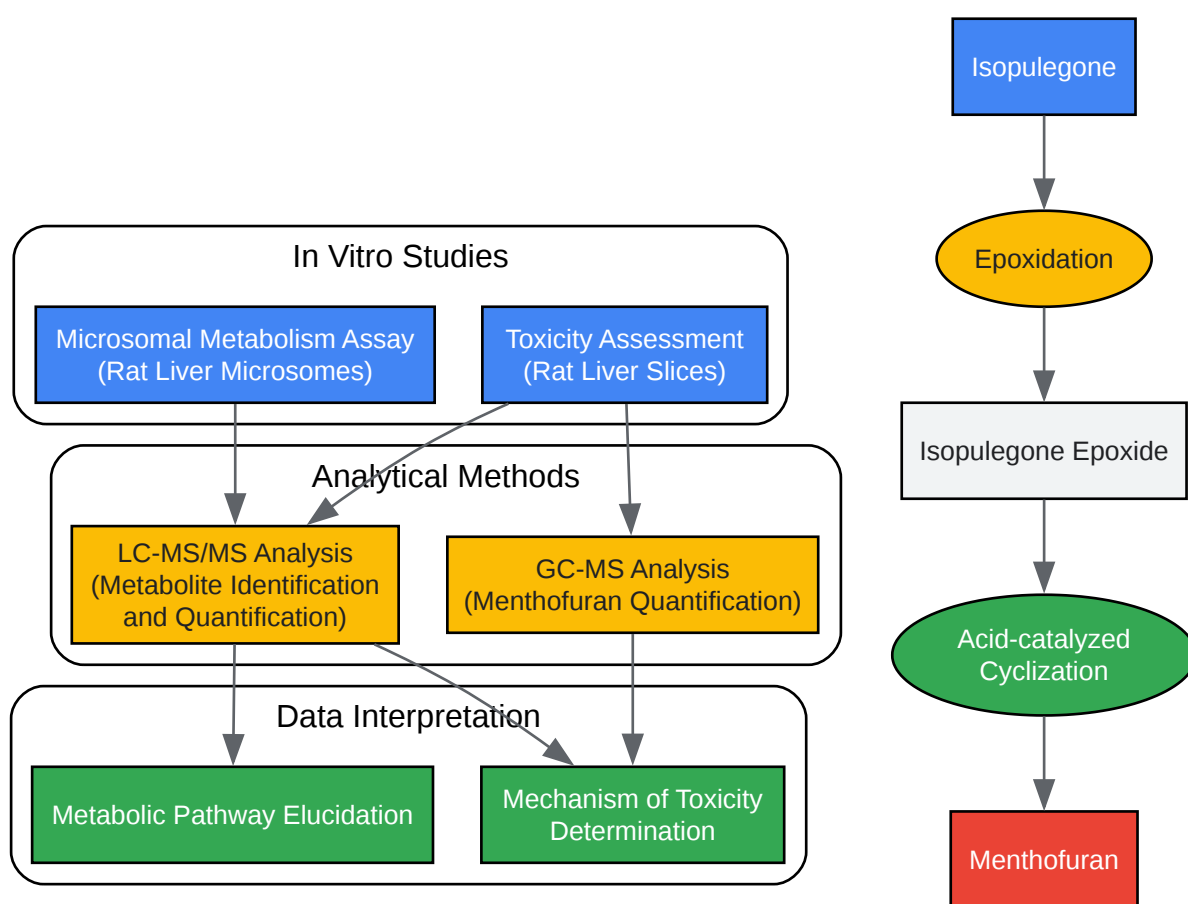 In Vitro Studies
Microsomal Metabolism Assay
(Rat Liver Microsomes)
Toxicity Assessment
(Rat Liver Slices)
Analytical Methods
LC-MS/MS Analysis
(Metabolite Identification
and Quantification)
GC-MS Analysis
(Menthofuran Quantification)
Data Interpretation
Metabolic Pathway Elucidation
Mechanism of Toxicity
Determination
Isopulegone
Epoxidation
Isopulegone Epoxide
Acid-catalyzed
Cyclization
Menthofuran